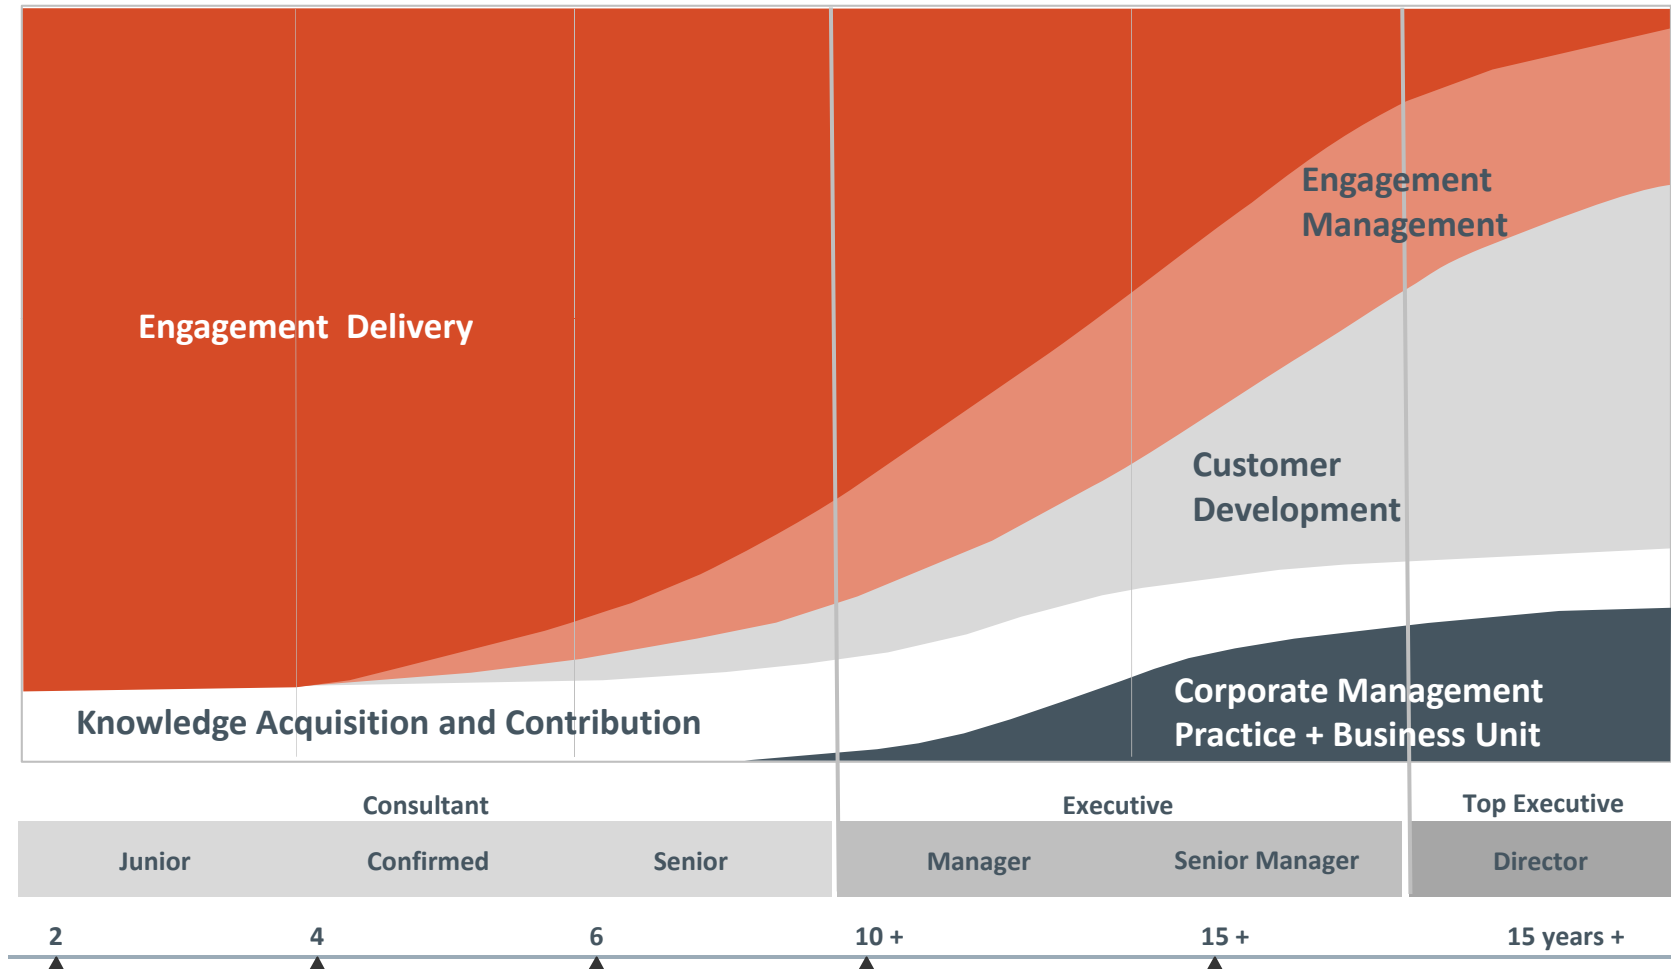 Engagement
Management
Engagement  Delivery
Customer
Development
Corporate Management
Practice + Business Unit
Knowledge Acquisition and Contribution
Consultant
Executive
Top Executive
Junior
Confirmed
Senior
Manager
Senior Manager
Director
2
4
6
10 +
15 +
15 years +